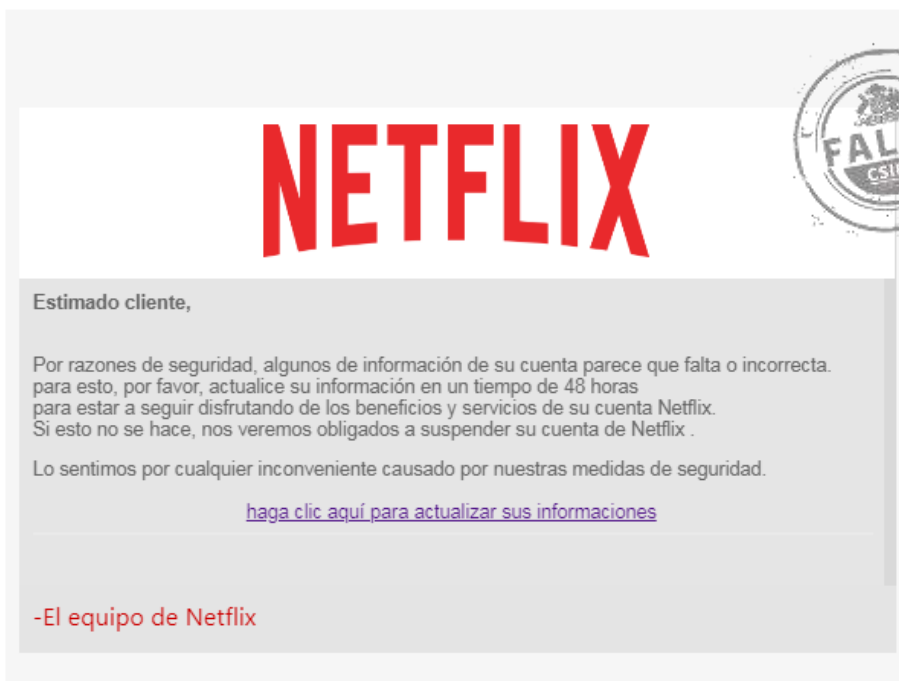 NETFLIX
Estimado cliente,
Por razones de seguridad, algunos de información de su cuenta parece que falta o incorrecta.
para esto, por favor, actualice su información en un tiempo de 48 horas
para estar a seguir disfrutando de los beneficios y servicios de su cuenta Netflix.
Si esto no se hace, nos veremos obligados a suspender su cuenta de Netflix .
Lo sentimos por cualquier inconveniente causado por nuestras medidas de seguridad.
haga clic aquí para actualizar sus informaciones
-El equipo de Netflix